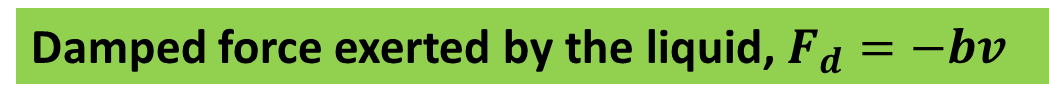 Damped force exerted by the liquid, $F_d = -bv$